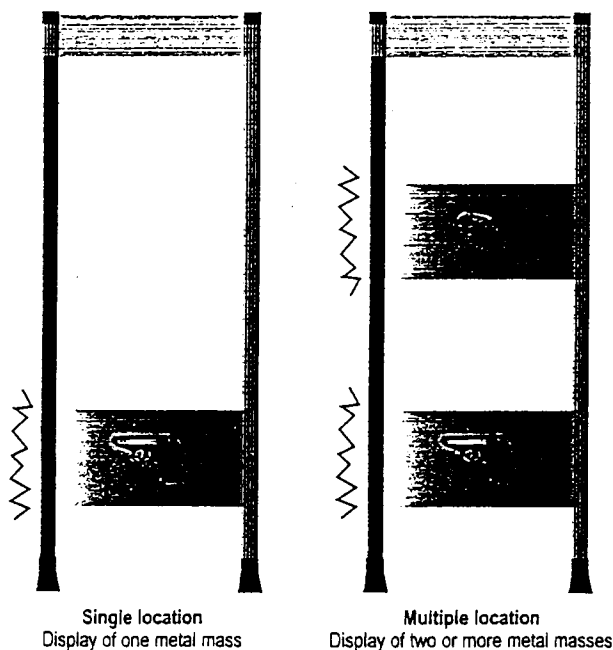 Single location
Display of one metal mass
Multiple location
Display of two or more metal masses